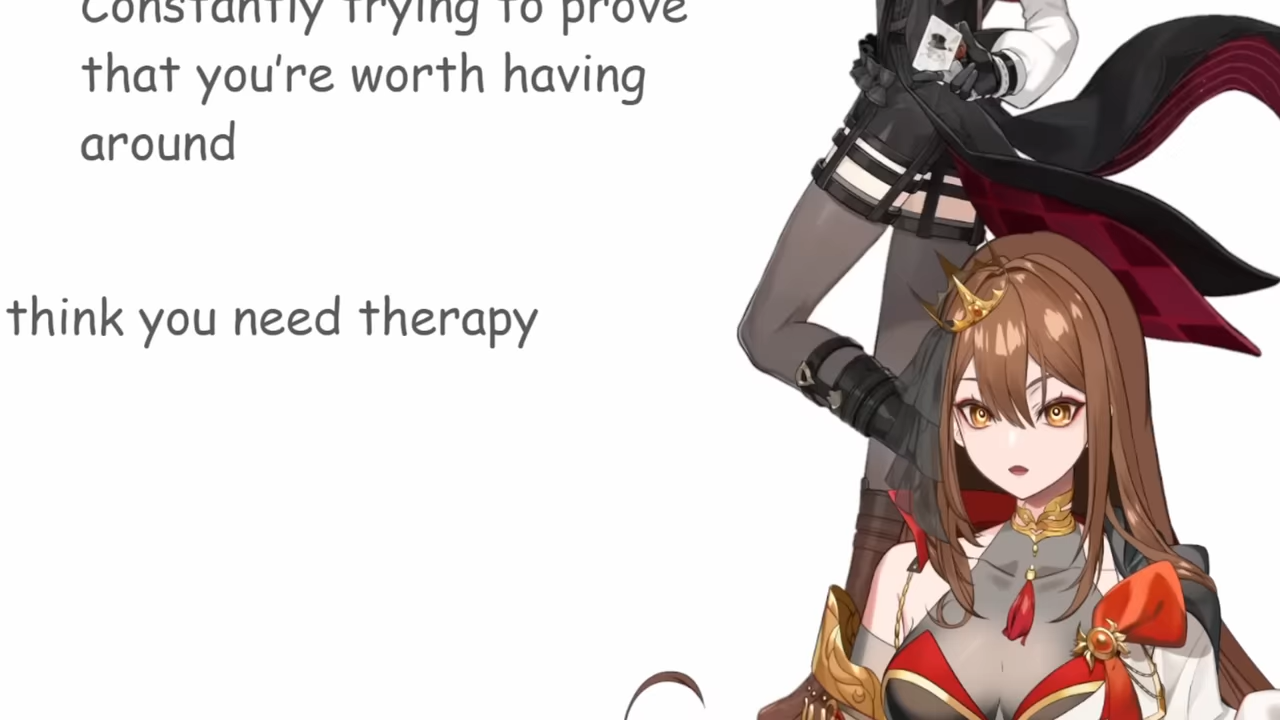 Constantly trying to prove
that you're worth having
around
think you need therapy